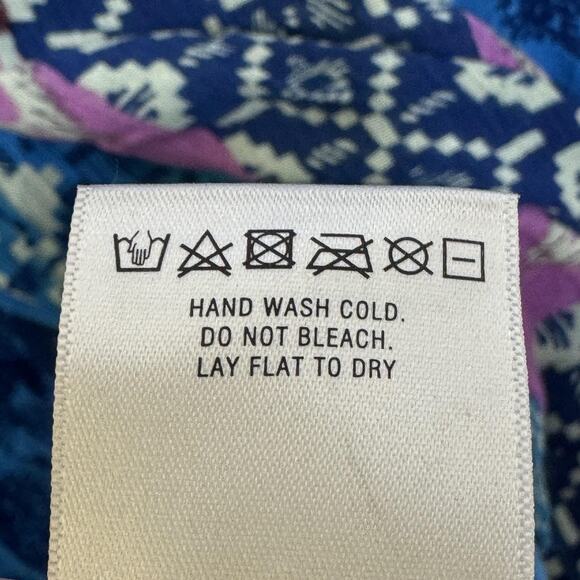 HAND WASH COLD.
DO NOT BLEACH.
LAY FLAT TO DRY